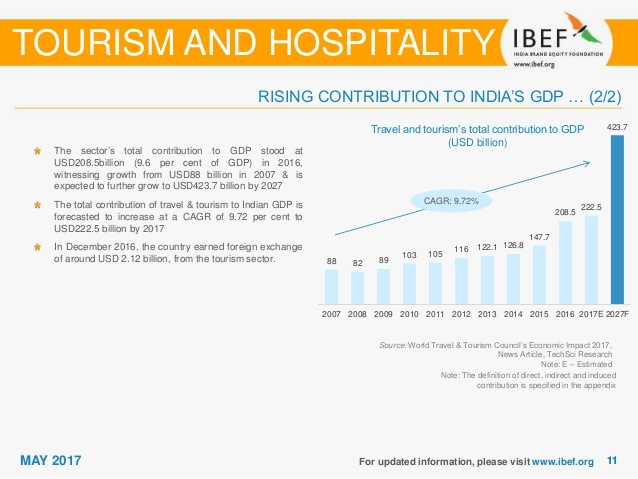 TOURISM AND HOSPITALITY
IBEF
INDIA BRAND EQUITY FOUNDATION
www.ibef.org
RISING CONTRIBUTION TO INDIA'S GDP … (2/2)
The sector's total contribution to GDP stood at
USD208.5billion (9.6 per cent of GDP) in 2016,
witnessing growth from USD88 billion in 2007 & is
expected to further grow to USD423.7 billion by 2027
The total contribution of travel & tourism to Indian GDP is
forecasted to increase at a CAGR of 9.72 per cent to
USD222.5 billion by 2017
In December 2016, the country earned foreign exchange
of around USD 2.12 billion, from the tourism sector.
Travel and tourism's total contribution to GDP
(USD billion)
CAGR: 9.72%
88 82 89 103 105 116 122.1 126.8 147.7 208.5 222.5 423.7
2007 2008 2009 2010 2011 2012 2013 2014 2015 2016 2017E 2027F
Source: World Travel & Tourism Council's Economic Impact 2017,
News Article, TechSci Research
Note: E – Estimated
Note: The definition of direct, indirect and induced
contribution is specified in the appendix
MAY 2017
For updated information, please visit www.ibef.org
11